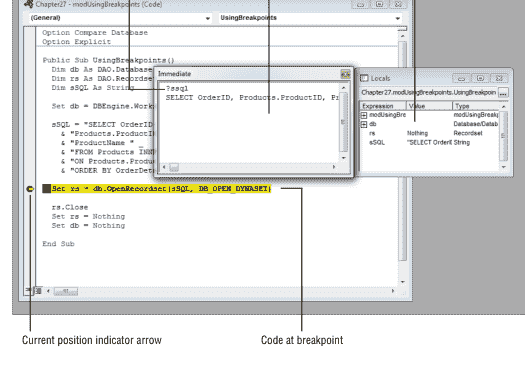 Chapter27 - modUsingBreakpoints (Code)
(General)
UsingBreakpoints
Option Compare Database
Option Explicit
Public Sub UsingBreakpoints()
Dim db As DAO.Database
Dim rs As DAO.Recordse
Dim sSQL As String
Set db = DBEngine.Works
sSQL = "SELECT OrderID
& "Products.ProductID
& "ProductName " _
& "FROM Products INN
& "ON Products.Produ
& "ORDER BY OrderDet
Set rs = db.OpenRecordset(sSQL, DB_OPEN_DYNASET)
rs.Close
Set rs = Nothing
Set db = Nothing
End Sub
Immediate
?ssql
SELECT OrderID, Products.ProductID, Pr
Locals
Chapter27.modUsingBreakpoints.UsingBreakpoin
...
Expression Value Type
modUsingBre modUsingBreakp
db Database/Datab
rs Nothing Recordset
sSQL "SELECT OrderI String
Current position indicator arrow
Code at breakpoint